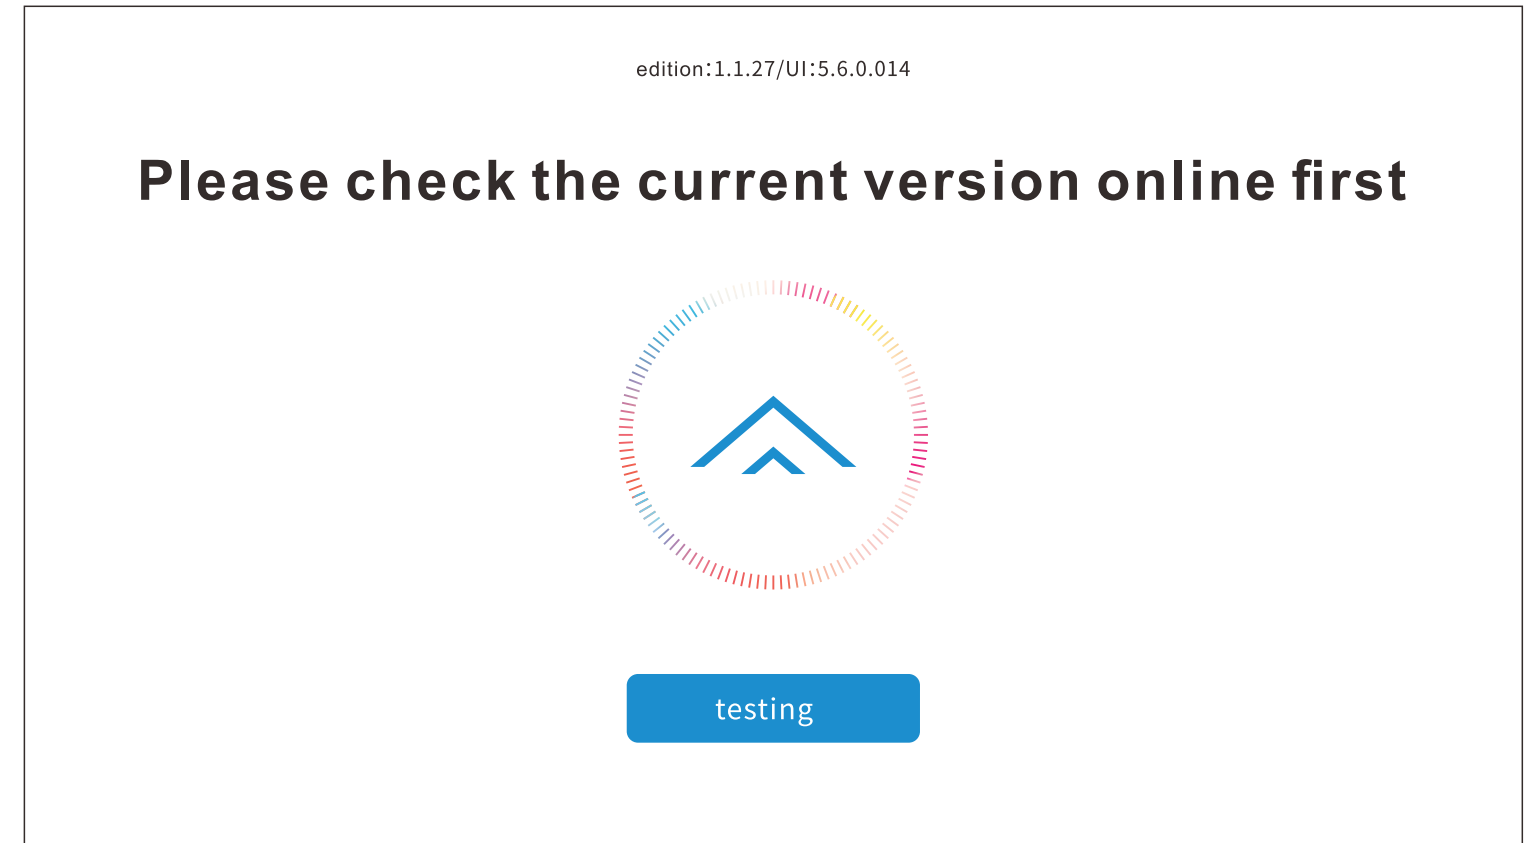 edition:1.1.27/UI:5.6.0.014
Please check the current version online first
testing